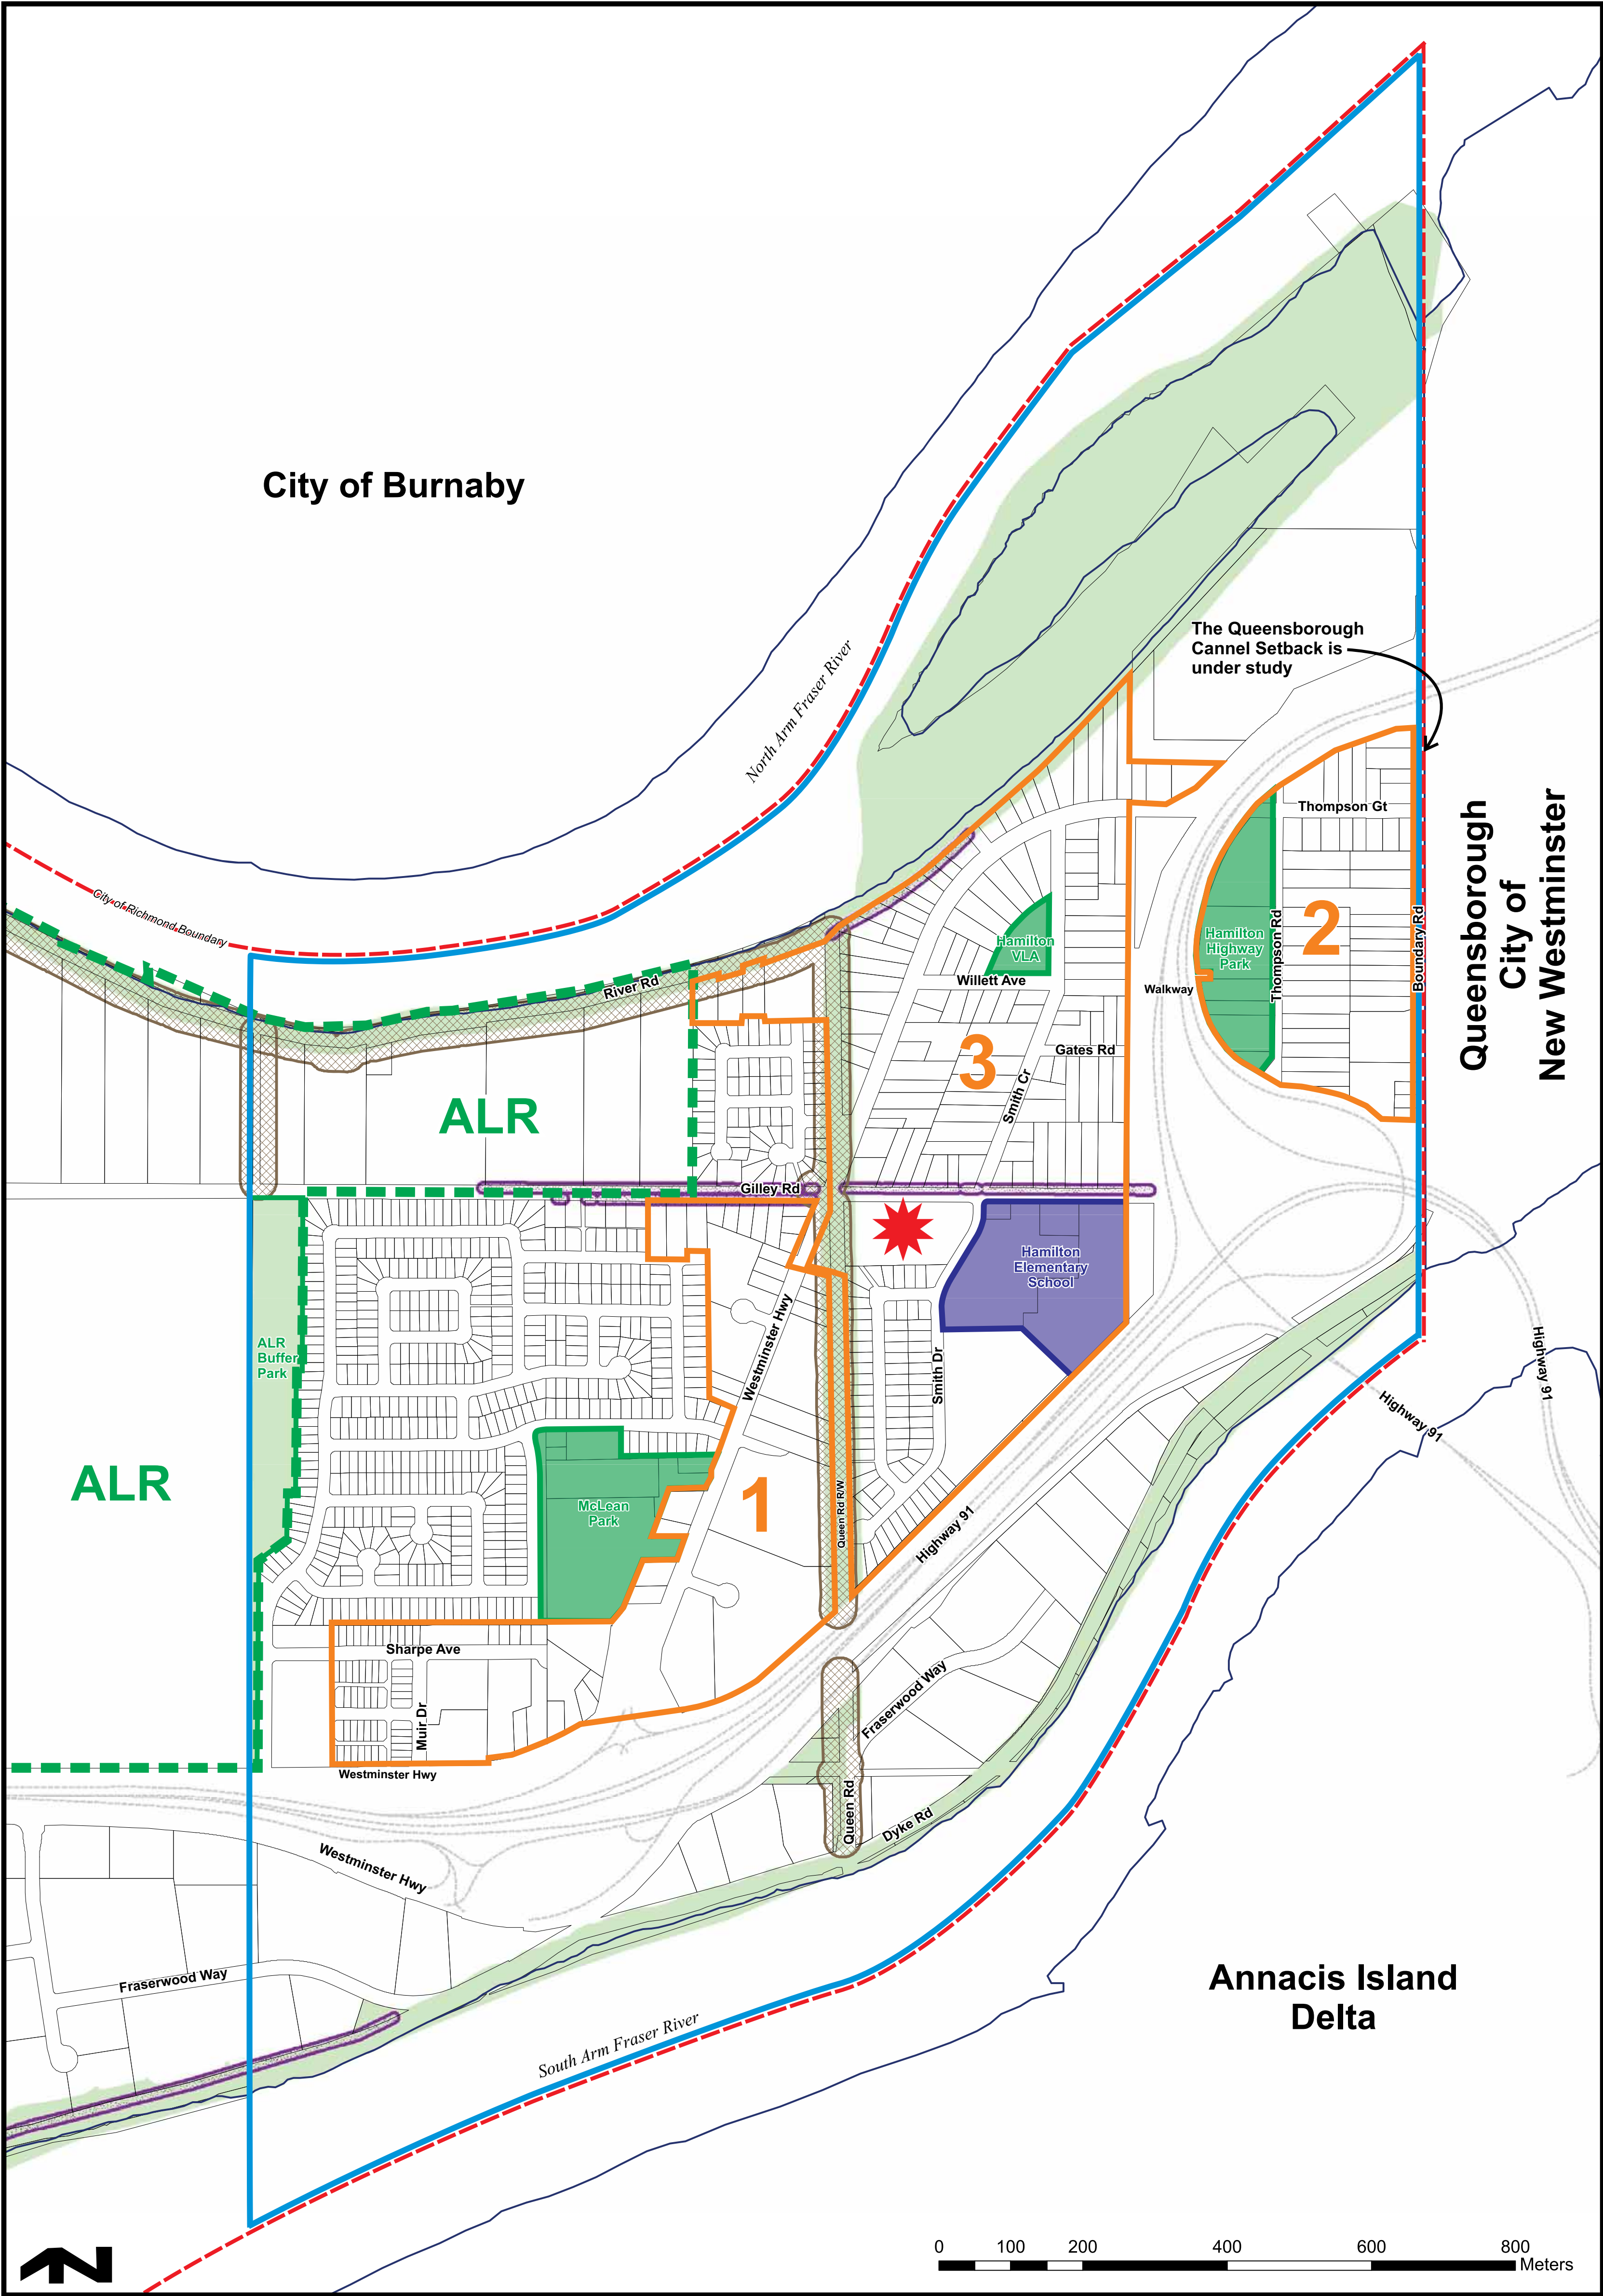 City of Burnaby
The Queensborough
Cannel Setback is
under study
North Arm Fraser River
Thompson Gt
Queensborough
City of
New Westminster
City of Richmond Boundary
Hamilton
VLA
Hamilton
Highway
Park
2
Thompson Rd
Boundary Rd
River Rd
Willett Ave
Walkway
3
Gates Rd
Smith Cr
ALR
Gilley Rd
Hamilton
Elementary
School
ALR
Buffer
Park
Westminster Hwy
Smith Dr
Highway 91
Highway 91
ALR
McLean
Park
1
Queen Rd R/W
Highway 91
Sharpe Ave
Muir Dr
Fraserwood Way
Westminster Hwy
Queen Rd
Dyke Rd
Westminster Hwy
Fraserwood Way
Annacis Island
Delta
South Arm Fraser River
N
0 100 200 400 600 800
Meters